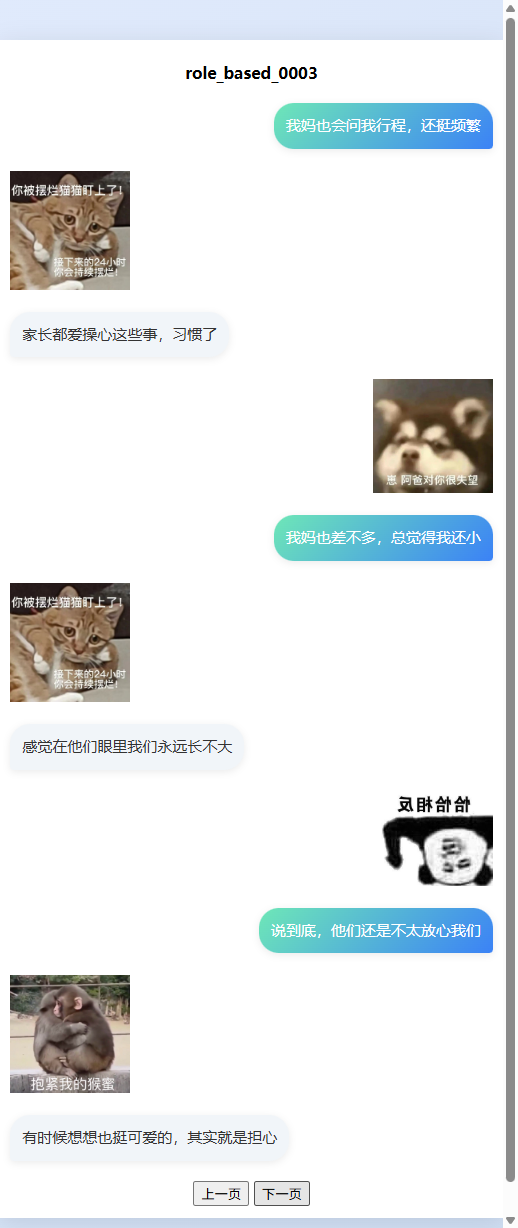 role_based_0003
我妈也会问我行程，还挺频繁
你被摆烂猫猫盯上了！
接下来的24小时
你会持续摆烂！
家长都爱操心这些事，习惯了
崽 阿爸对你很失望
我妈也差不多，总觉得我还小
你被摆烂猫猫盯上了！
接下来的24小时
你会持续摆烂！
感觉在他们眼里我们永远长不大
恰恰相反
说到底，他们还是不太放心我们
抱紧我的猴蜜
有时候想想也挺可爱的，其实就是担心
上一页 下一页